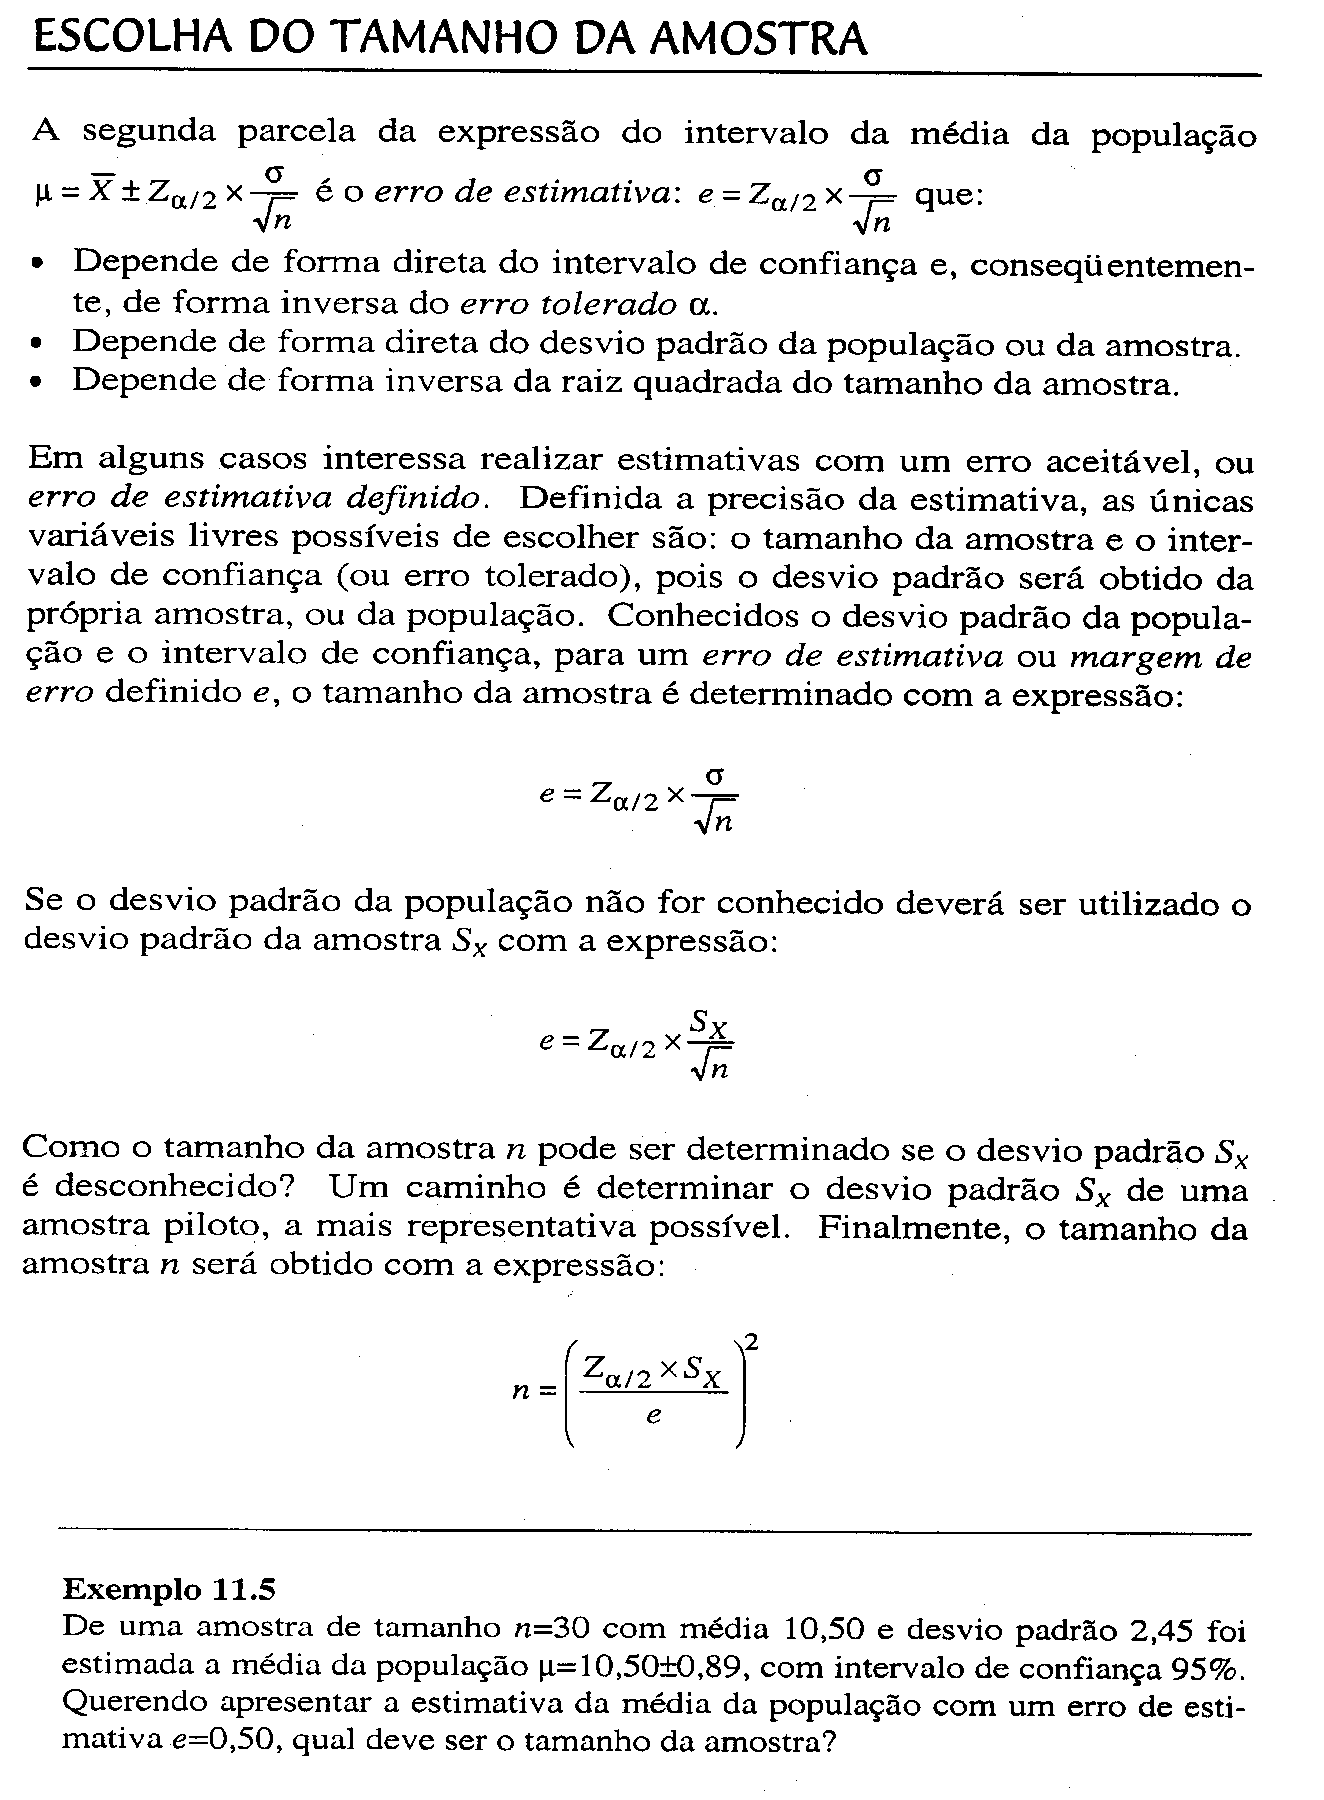 ESCOLHA DO TAMANHO DA AMOSTRA
A segunda parcela da expressão do intervalo da média da população
μ = X̅ ± Z_{α/2} × σ/√n é o erro de estimativa: e = Z_{α/2} × σ/√n que:
• Depende de forma direta do intervalo de confiança e, conseqüentemen-
te, de forma inversa do erro tolerado α.
• Depende de forma direta do desvio padrão da população ou da amostra.
• Depende de forma inversa da raiz quadrada do tamanho da amostra.
Em alguns casos interessa realizar estimativas com um erro aceitável, ou
erro de estimativa definido. Definida a precisão da estimativa, as únicas
variáveis livres possíveis de escolher são: o tamanho da amostra e o inter-
valo de confiança (ou erro tolerado), pois o desvio padrão será obtido da
própria amostra, ou da população. Conhecidos o desvio padrão da popula-
ção e o intervalo de confiança, para um erro de estimativa ou margem de
erro definido e, o tamanho da amostra é determinado com a expressão:
e = Z_{α/2} × σ/√n
Se o desvio padrão da população não for conhecido deverá ser utilizado o
desvio padrão da amostra S_X com a expressão:
e = Z_{α/2} × S_X/√n
Como o tamanho da amostra n pode ser determinado se o desvio padrão S_X
é desconhecido? Um caminho é determinar o desvio padrão S_X de uma
amostra piloto, a mais representativa possível. Finalmente, o tamanho da
amostra n será obtido com a expressão:
n = (Z_{α/2} × S_X / e)²
Exemplo 11.5
De uma amostra de tamanho n=30 com média 10,50 e desvio padrão 2,45 foi
estimada a média da população μ=10,50±0,89, com intervalo de confiança 95%.
Querendo apresentar a estimativa da média da população com um erro de esti-
mativa e=0,50, qual deve ser o tamanho da amostra?